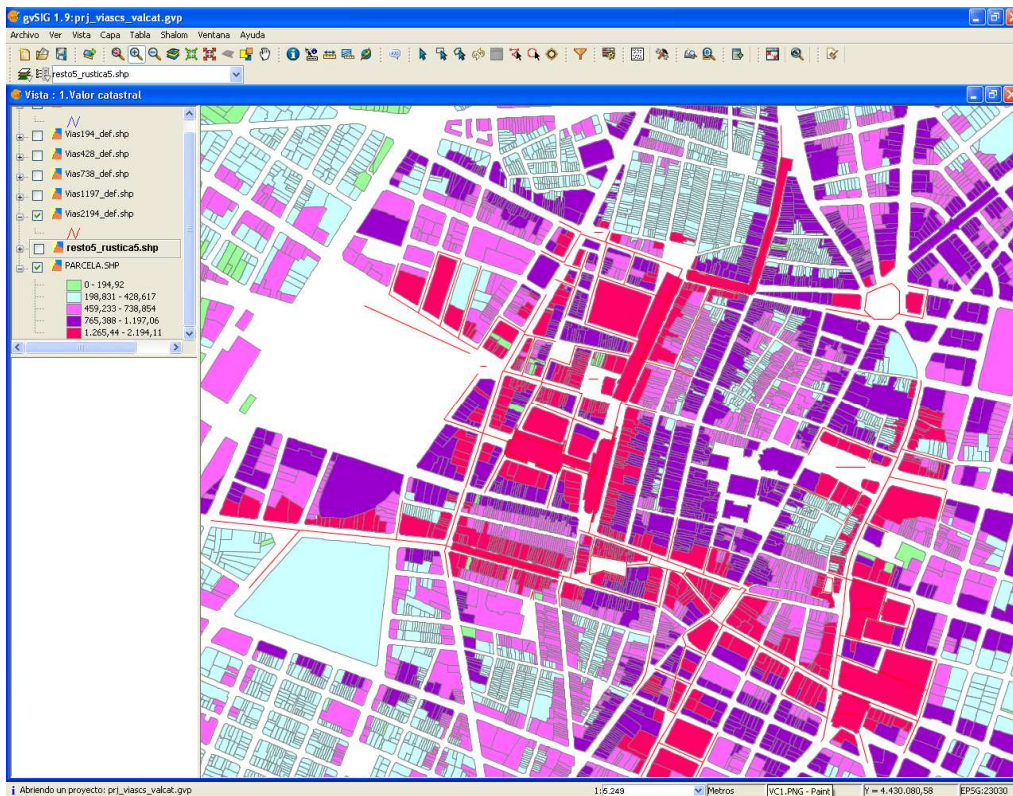 gvSIG 1.9:prj_viascs_valcat.gvp
Archivo Ver Vista Capa Tabla Shalom Ventana Ayuda
resto5_rustica5.shp
Vista : 1.Valor catastral
Vias194_def.shp
Vias428_def.shp
Vias738_def.shp
Vias1197_def.shp
Vias2194_def.shp
resto5_rustica5.shp
PARCELA.SHP
0 - 194,92
198,831 - 428,617
459,233 - 738,854
765,388 - 1.197,06
1.265,44 - 2.194,11
Abriendo un proyecto: prj_viascs_valcat.gvp 1:5.249 Metros VC1.PNG - Paint Y = 4.430.080,58 EPSG:23030